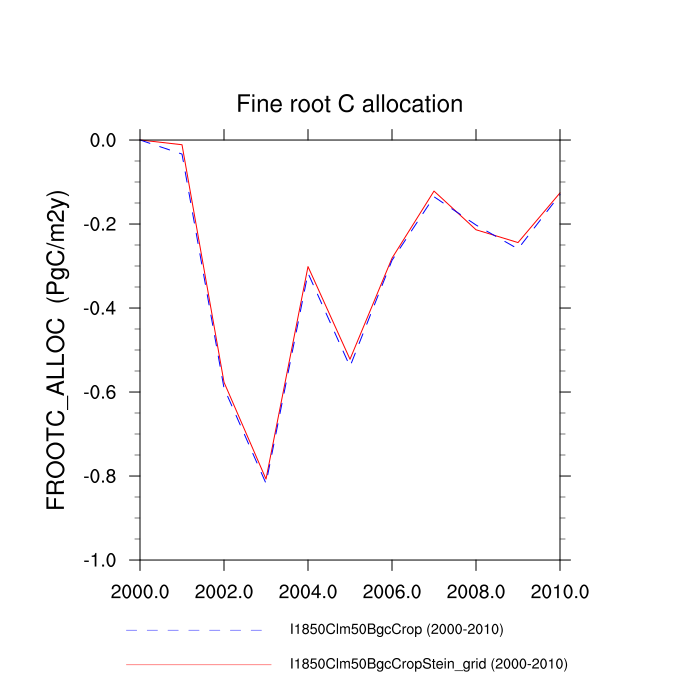 Fine root C allocation
FROOTC_ALLOC (PgC/m2y)
0.0
-0.2
-0.4
-0.6
-0.8
-1.0
2000.0 2002.0 2004.0 2006.0 2008.0 2010.0
I1850Clm50BgcCrop (2000-2010)
I1850Clm50BgcCropStein_grid (2000-2010)